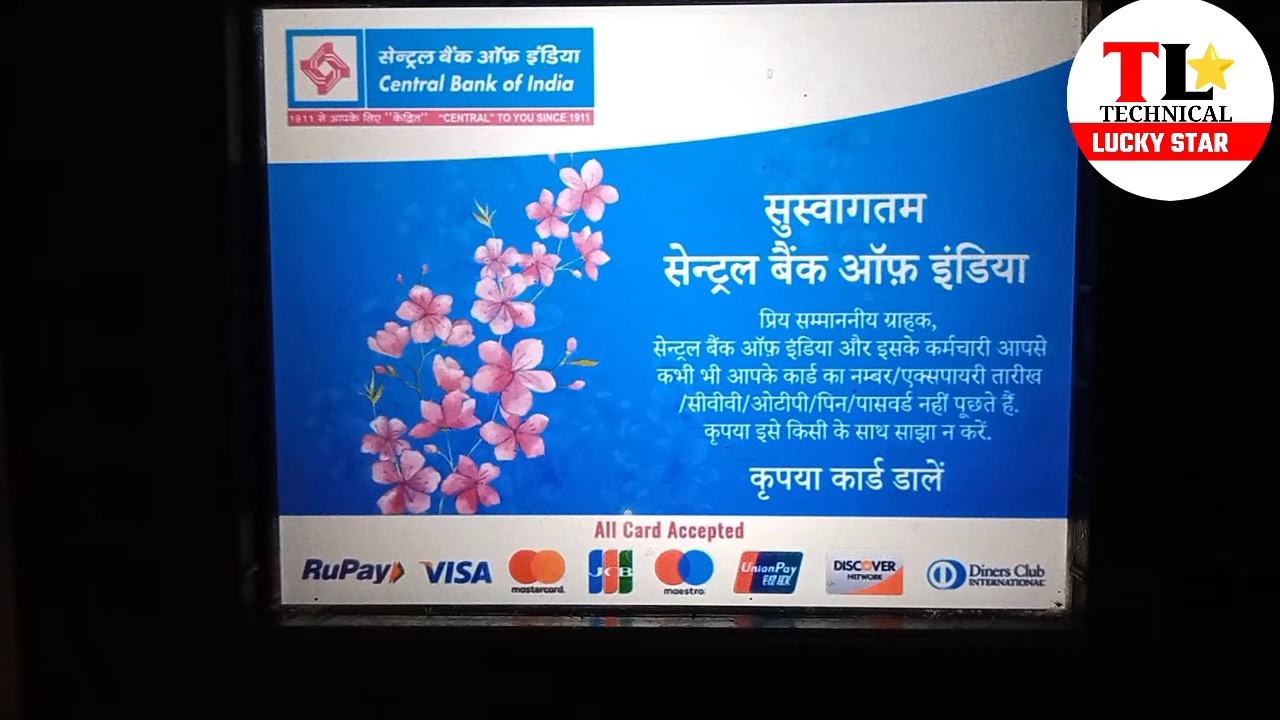 सेन्ट्रल बैंक ऑफ़ इंडिया
Central Bank of India
1911 से आपके लिए "केंद्रित" "CENTRAL" TO YOU SINCE 1911
TL
TECHNICAL
LUCKY STAR
सुस्वागतम
सेन्ट्रल बैंक ऑफ़ इंडिया
प्रिय सम्माननीय ग्राहक,
सेन्ट्रल बैंक ऑफ़ इंडिया और इसके कर्मचारी आपसे
कभी भी आपके कार्ड का नम्बर/एक्सपायरी तारीख
/सीवीवी/ओटीपी/पिन/पासवर्ड नहीं पूछते हैं.
कृपया इसे किसी के साथ साझा न करें.
कृपया कार्ड डालें
All Card Accepted
RuPay VISA mastercard. JCB maestro. UnionPay 银联 DISCOVER NETWORK Diners Club INTERNATIONAL